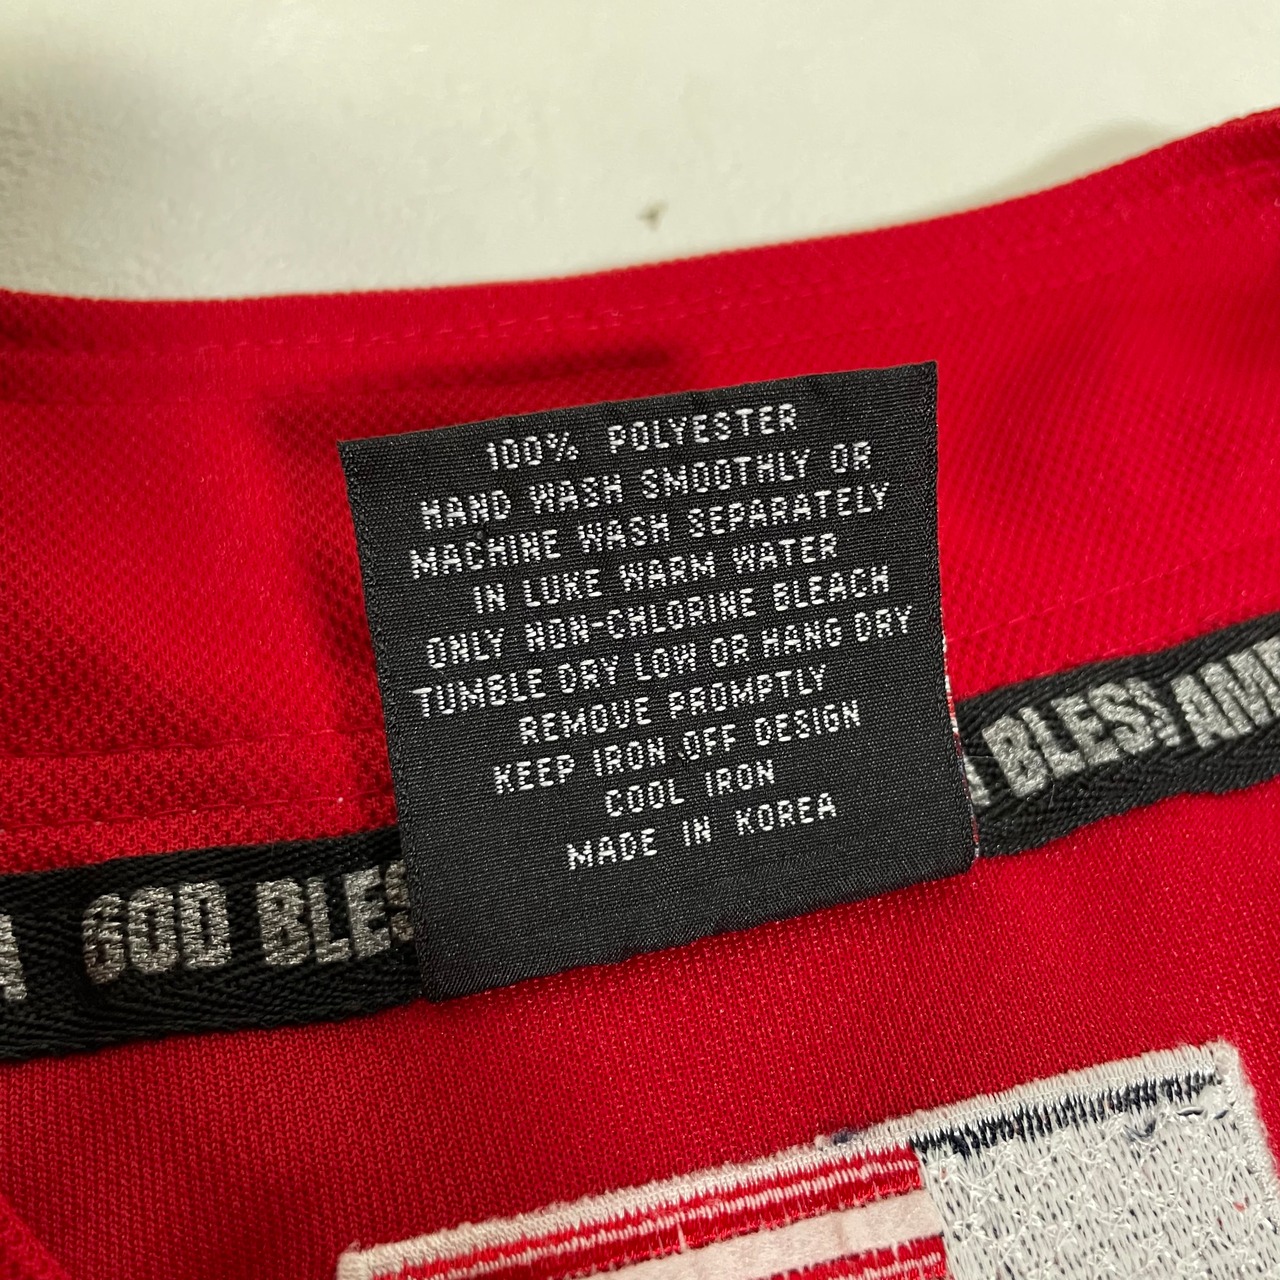 100% POLYESTER
HAND WASH SMOOTHLY OR
MACHINE WASH SEPARATELY
IN LUKE WARM WATER
ONLY NON-CHLORINE BLEACH
TUMBLE DRY LOW OR HANG DRY
REMOVE PROMPTLY
KEEP IRON OFF DESIGN
COOL IRON
MADE IN KOREA
A GOD BLES
A BLESS AME